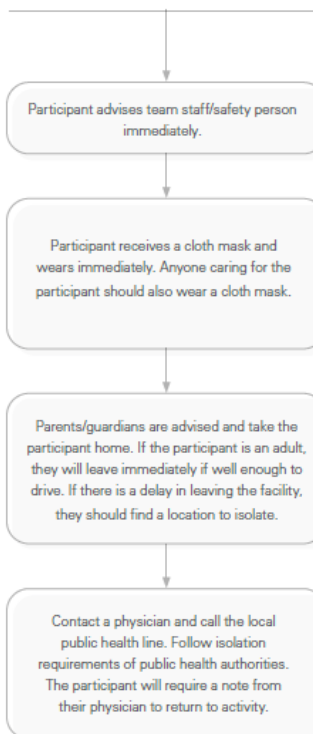 Participant advises team staff/safety person
immediately.
Participant receives a cloth mask and
wears immediately. Anyone caring for the
participant should also wear a cloth mask.
Parents/guardians are advised and take the
participant home. If the participant is an adult,
they will leave immediately if well enough to
drive. If there is a delay in leaving the facility,
they should find a location to isolate.
Contact a physician and call the local
public health line. Follow isolation
requirements of public health authorities.
The participant will require a note from
their physician to return to activity.